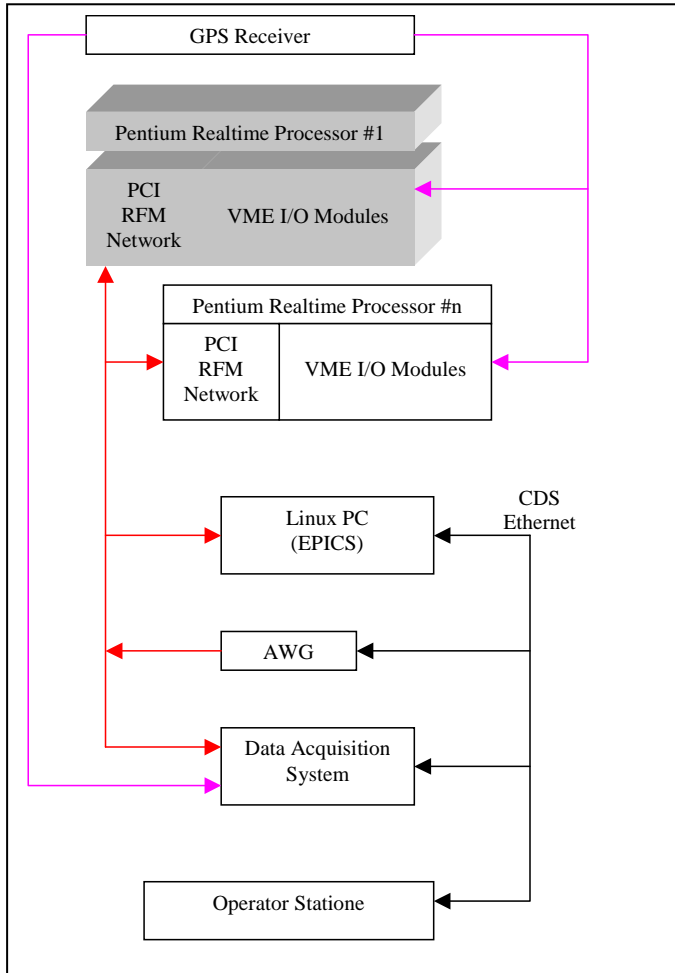 GPS Receiver
Pentium Realtime Processor #1
PCI
RFM
Network
VME I/O Modules
Pentium Realtime Processor #n
PCI
RFM
Network
VME I/O Modules
CDS
Ethernet
Linux PC
(EPICS)
AWG
Data Acquisition
System
Operator Statione